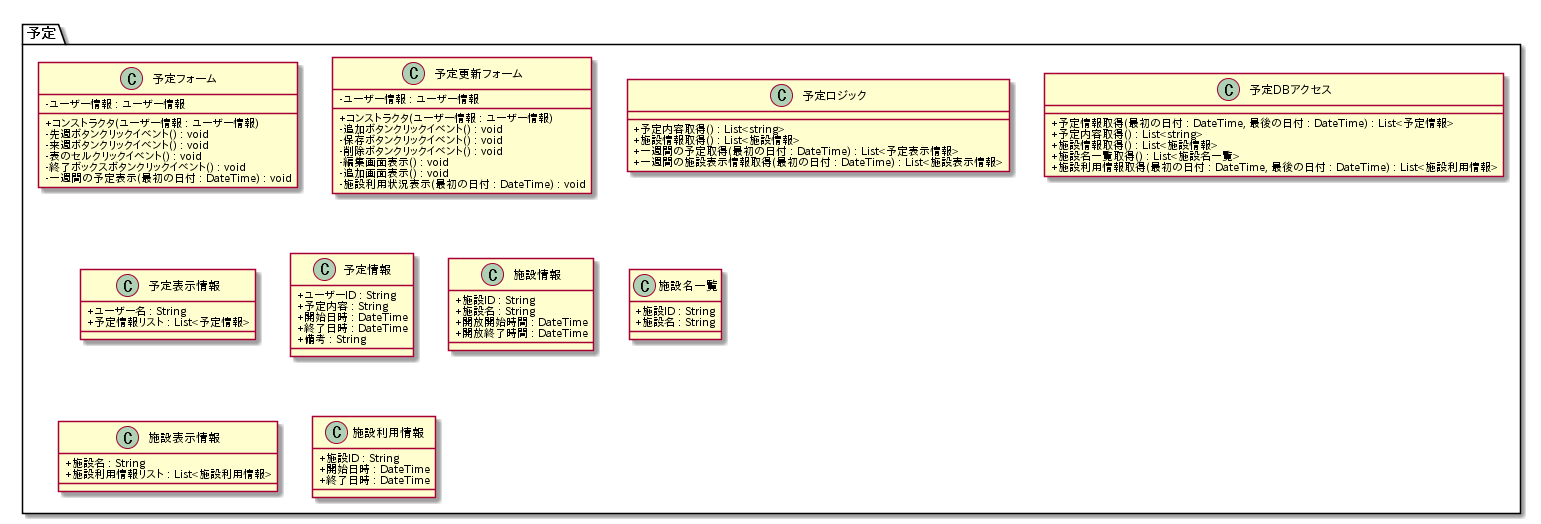 予定
C 予定フォーム
-ユーザー情報 : ユーザー情報
+コンストラクタ(ユーザー情報 : ユーザー情報)
-先週ボタンクリックイベント() : void
-来週ボタンクリックイベント() : void
-表のセルクリックイベント() : void
-終了ボックスボタンクリックイベント() : void
-一週間の予定表示(最初の日付 : DateTime) : void
C 予定更新フォーム
-ユーザー情報 : ユーザー情報
+コンストラクタ(ユーザー情報 : ユーザー情報)
-追加ボタンクリックイベント() : void
-保存ボタンクリックイベント() : void
-削除ボタンクリックイベント() : void
-編集画面表示() : void
-追加画面表示() : void
-施設利用状況表示(最初の日付 : DateTime) : void
C 予定ロジック
+予定内容取得() : List<string>
+施設情報取得() : List<施設情報>
+一週間の予定取得(最初の日付 : DateTime) : List<予定表示情報>
+一週間の施設表示情報取得(最初の日付 : DateTime) : List<施設表示情報>
C 予定DBアクセス
+予定情報取得(最初の日付 : DateTime, 最後の日付 : DateTime) : List<予定情報>
+予定内容取得() : List<string>
+施設情報取得() : List<施設情報>
+施設名一覧取得() : List<施設名一覧>
+施設利用情報取得(最初の日付 : DateTime, 最後の日付 : DateTime) : List<施設利用情報>
C 予定表示情報
+ユーザー名 : String
+予定情報リスト : List<予定情報>
C 予定情報
+ユーザーID : String
+予定内容 : String
+開始日時 : DateTime
+終了日時 : DateTime
+備考 : String
C 施設情報
+施設ID : String
+施設名 : String
+開放開始時間 : DateTime
+開放終了時間 : DateTime
C 施設名一覧
+施設ID : String
+施設名 : String
C 施設表示情報
+施設名 : String
+施設利用情報リスト : List<施設利用情報>
C 施設利用情報
+施設ID : String
+開始日時 : DateTime
+終了日時 : DateTime